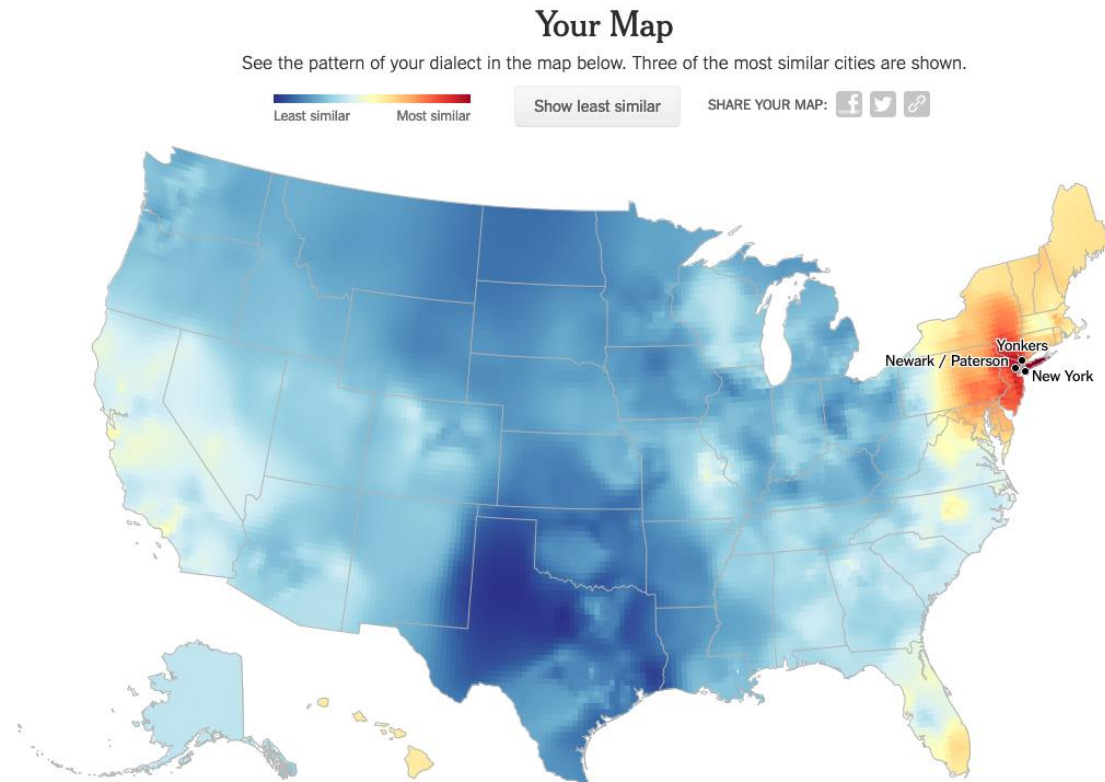 Your Map
See the pattern of your dialect in the map below. Three of the most similar cities are shown.
Least similar Most similar
Show least similar
SHARE YOUR MAP:
Yonkers
Newark / Paterson
New York